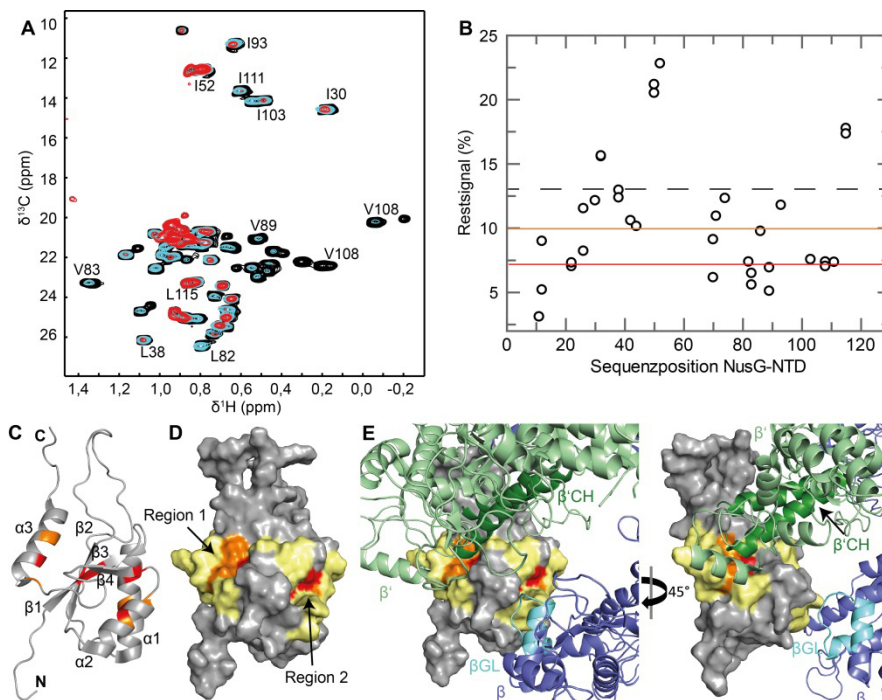 A
10
12
14
16
18
20
22
24
26
δ¹³C (ppm)
I93
I52
I111
I103
I30
V89
V108
V108
V83
L115
L38
L82
1,4
1,2
1,0
0,8
0,6
0,4
0,2
0,0
-0,2
δ¹H (ppm)
B
25
20
15
10
5
Restsignal (%)
0
20
40
60
80
100
120
Sequenzposition NusG-NTD
C
C
α3
β2
β3
β4
β1
α2
α1
N
D
Region 1
Region 2
E
β'CH
β'
βGL
β
45°
β'
β'CH
βGL
β